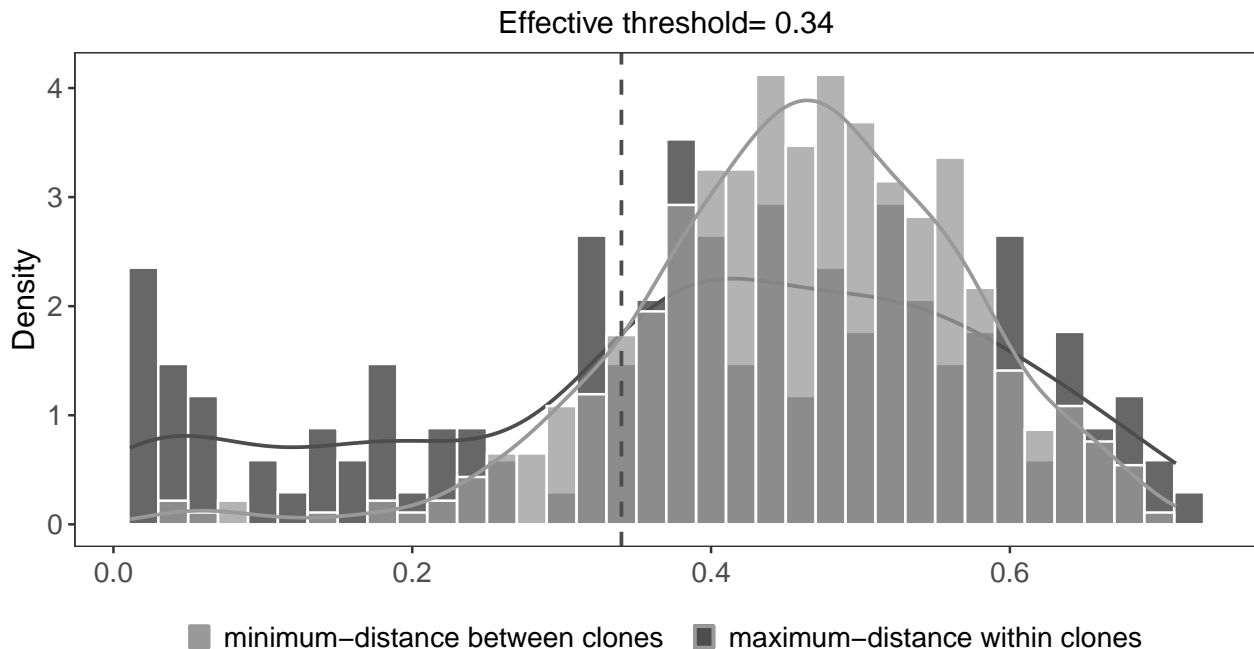 Effective threshold= 0.34
4
3
2
1
0
Density
0.0 0.2 0.4 0.6
minimum−distance between clones maximum−distance within clones